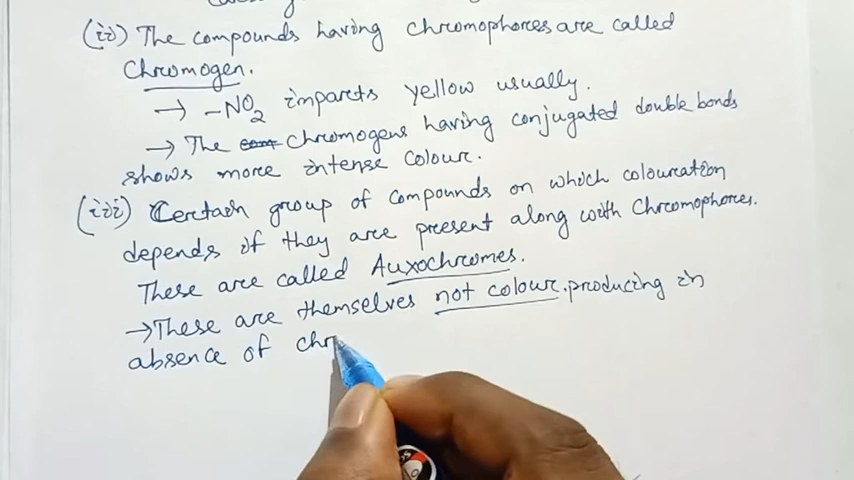 (ii) The compounds having chromophores are called
Chromogen.
→ -NO2 imparts yellow usually.
→ The com Chromogens having conjugated double bonds
shows more intense colour.
(iii) Certain group of compounds on which colouration
depends if they are present along with Chromophores.
These are called Auxochromes.
→These are themselves not colour producing in
absence of chr